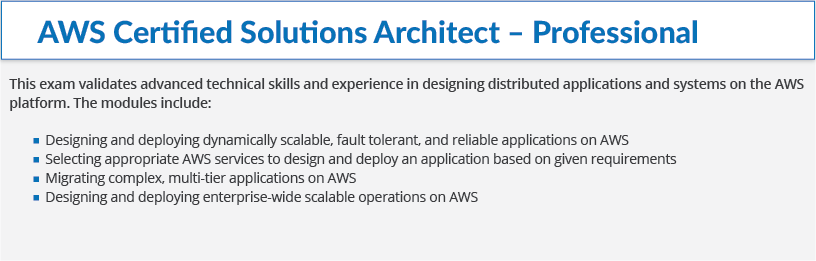 AWS Certified Solutions Architect – Professional
This exam validates advanced technical skills and experience in designing distributed applications and systems on the AWS
platform. The modules include:
Designing and deploying dynamically scalable, fault tolerant, and reliable applications on AWS
Selecting appropriate AWS services to design and deploy an application based on given requirements
Migrating complex, multi-tier applications on AWS
Designing and deploying enterprise-wide scalable operations on AWS